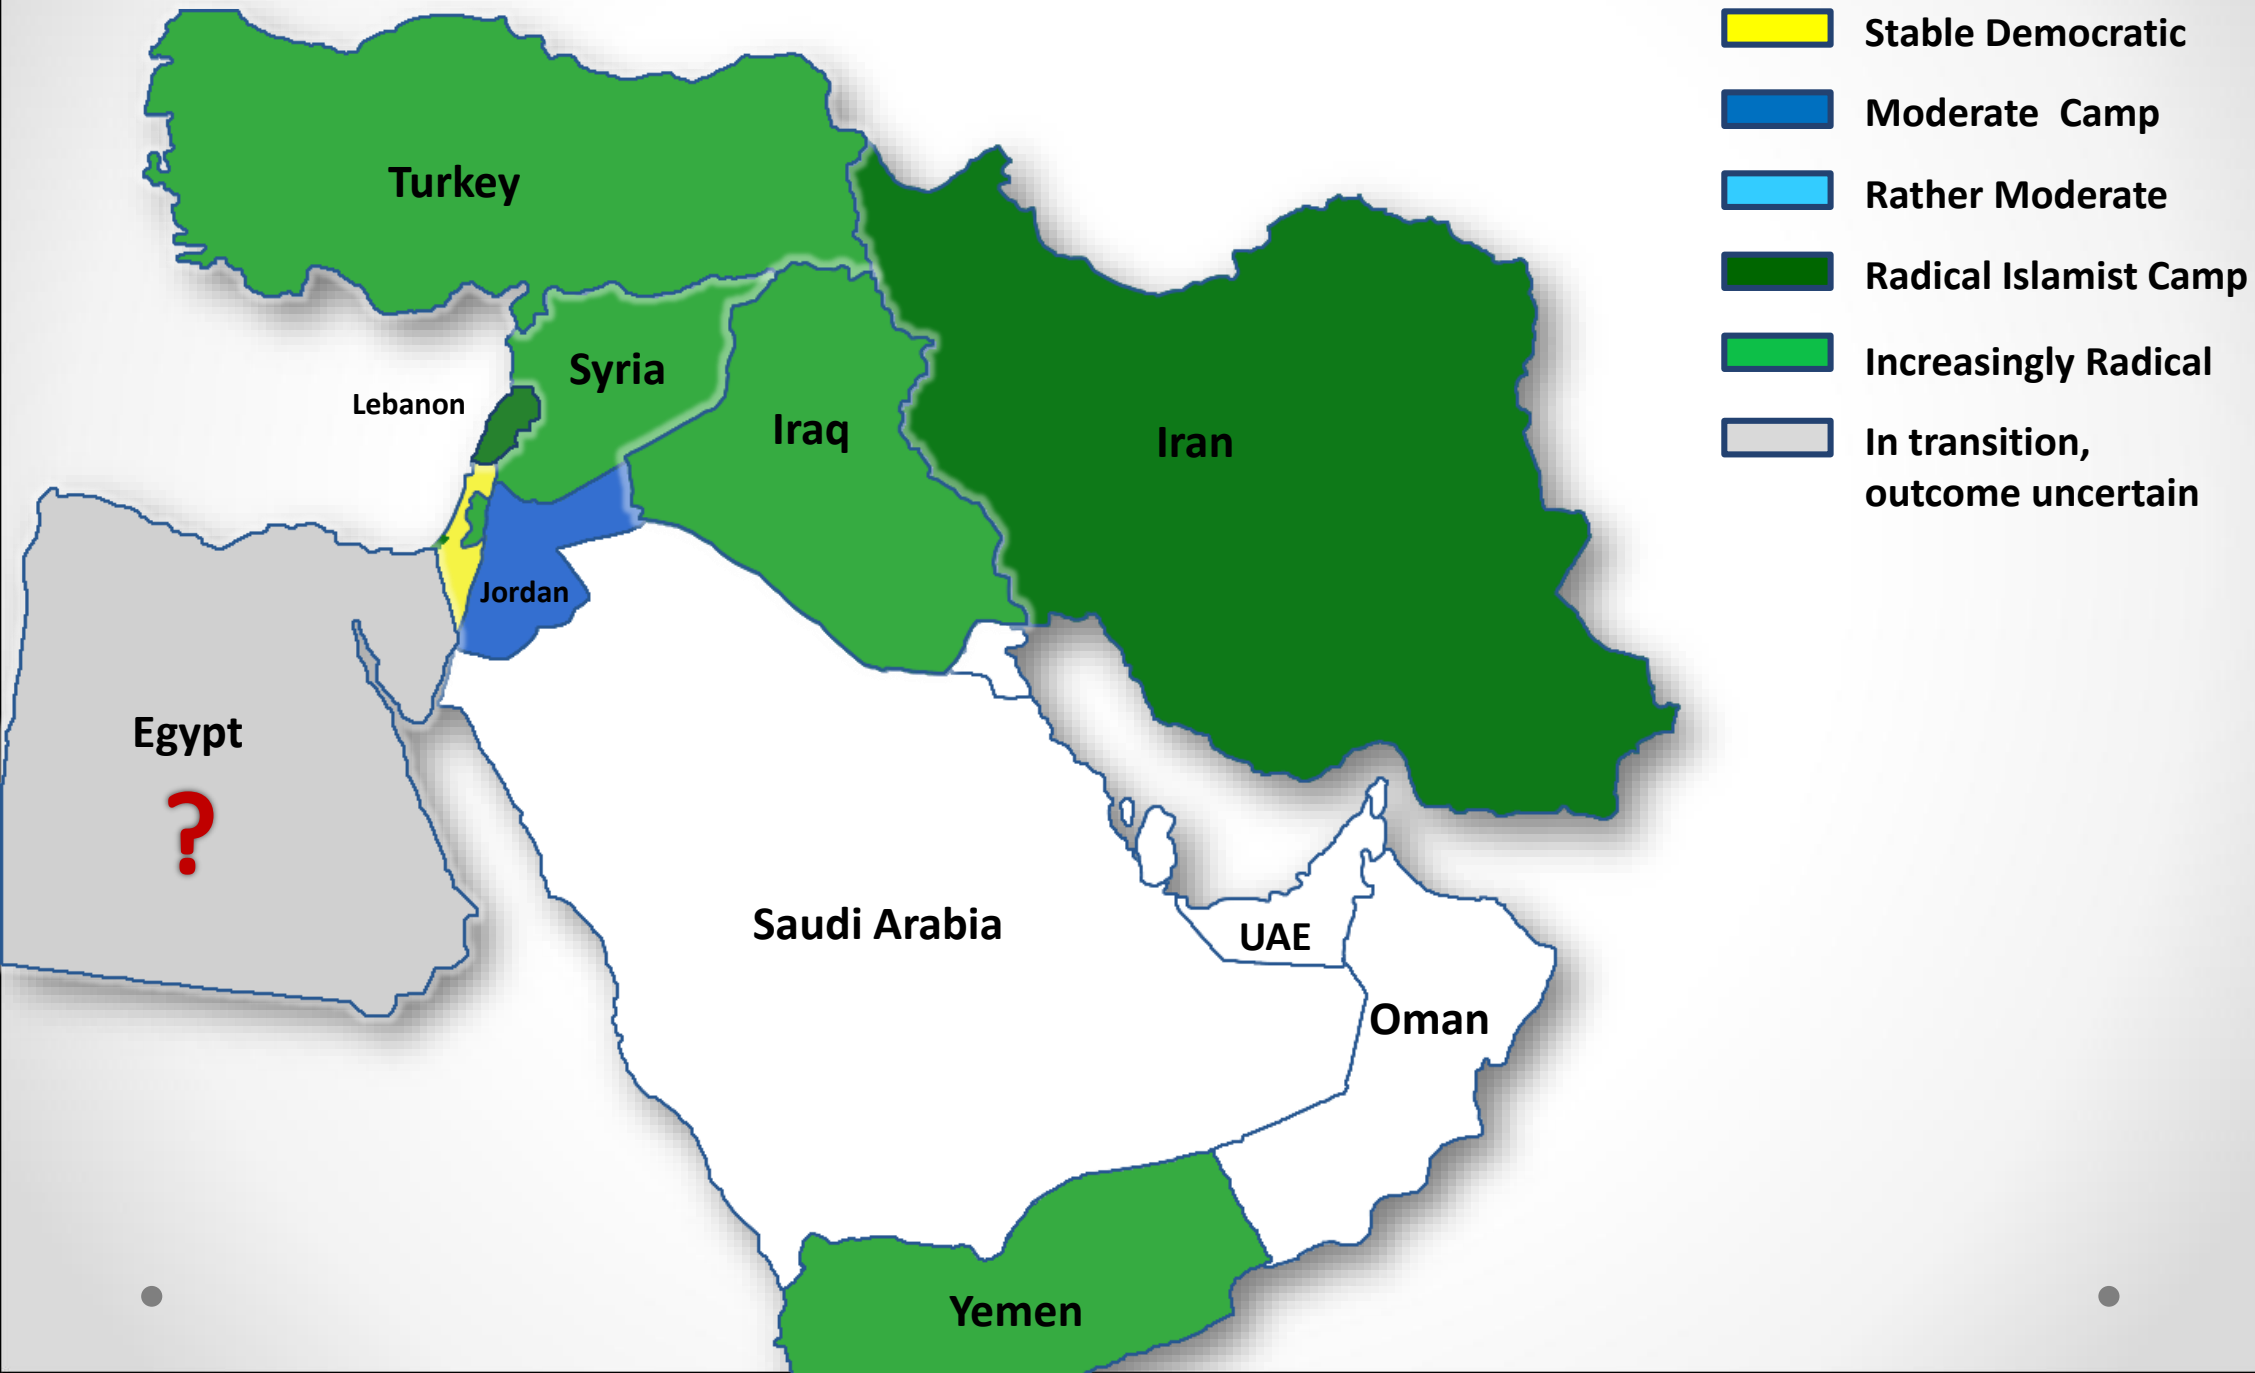 Stable Democratic
Moderate  Camp
Rather Moderate
Radical Islamist Camp
Increasingly Radical
In transition,
outcome uncertain
Turkey
Syria
Lebanon
Iraq
Iran
Jordan
Egypt
?
Saudi Arabia
UAE
Oman
Yemen